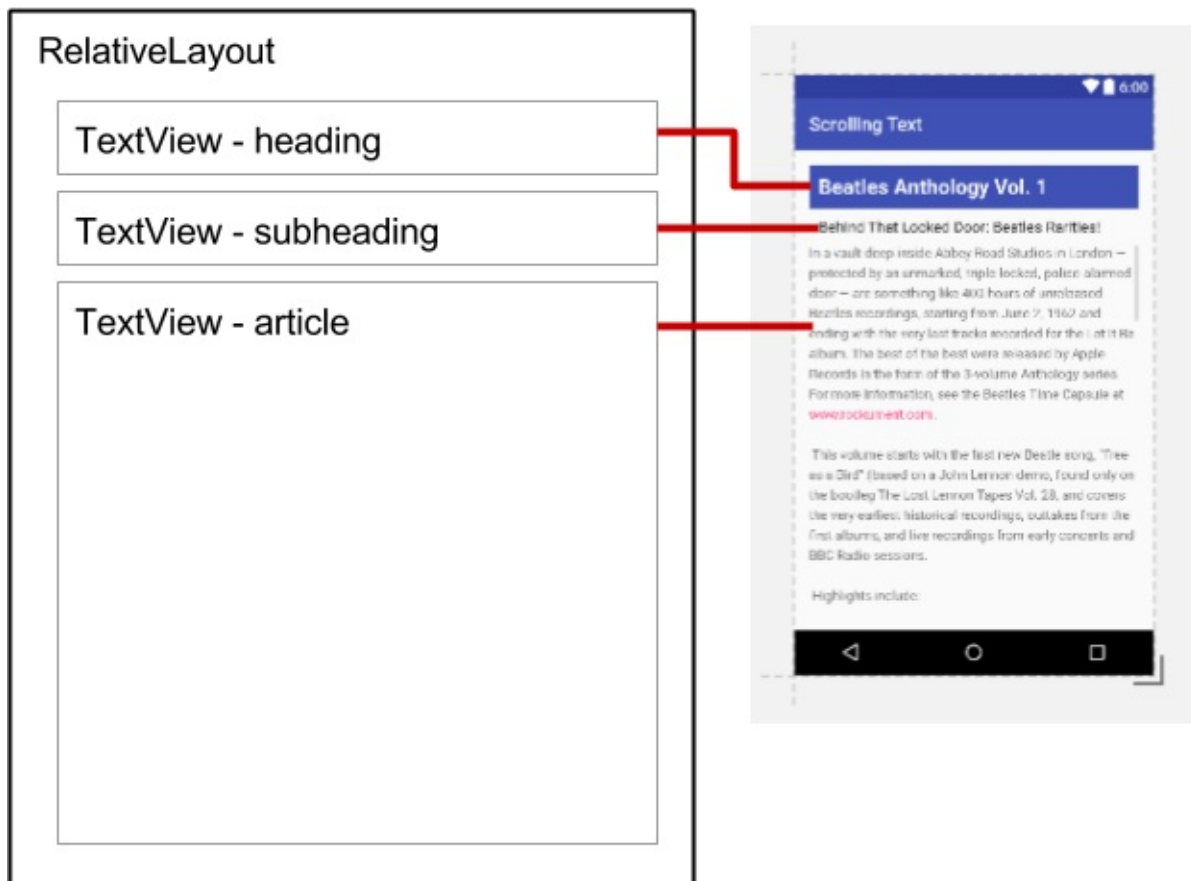 RelativeLayout
TextView - heading
TextView - subheading
TextView - article
6:00
Scrolling Text
Beatles Anthology Vol. 1
Behind That Locked Door: Beatles Rarities!
In a vault deep inside Abbey Road Studios in London —
protected by an unmarked, triple locked, police alarmed
door — are something like 400 hours of unreleased
Beatles recordings, starting from June 2, 1962 and
ending with the very last tracks recorded for the Let It Be
album. The best of the best were released by Apple
Records in the form of the 3-volume Anthology series.
For more information, see the Beatles Time Capsule at
www.rockument.com.
This volume starts with the first new Beatle song, "Free
as a Bird" (based on a John Lennon demo, found only on
the bootleg The Lost Lennon Tapes Vol. 28, and covers
the very earliest historical recordings, outtakes from the
first albums, and live recordings from early concerts and
BBC Radio sessions.
Highlights include: